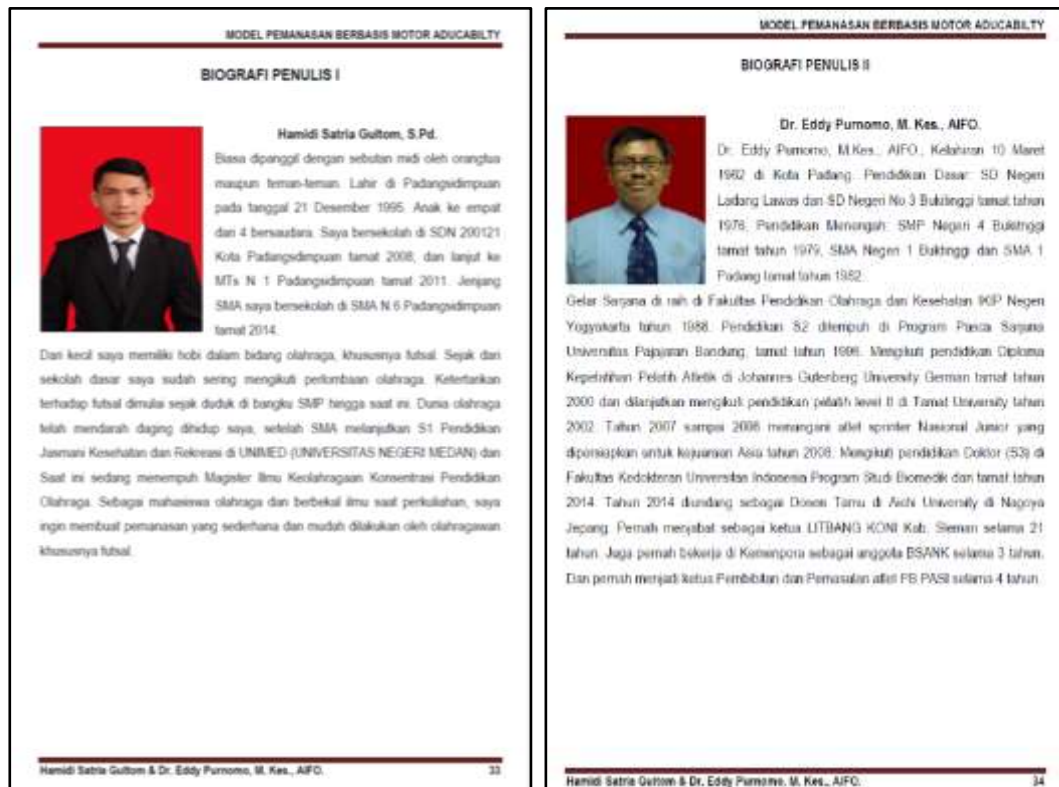 MODEL PEMANASAN BERBASIS MOTOR ADUCABILTY
BIOGRAFI PENULIS I
Hamidi Satria Gultom, S.Pd.
Biasa dipanggil dengan sebutan midi oleh orangtua
maupun teman-teman. Lahir di Padangsidimpuan
pada tanggal 21 Desember 1995. Anak ke empat
dari 4 bersaudara. Saya bersekolah di SDN 200121
Kota Padangsidimpuan tamat 2008, dan lanjut ke
MTs N 1 Padangsidimpuan tamat 2011. Jenjang
SMA saya bersekolah di SMA N 6 Padangsidimpuan
tamat 2014.
Dari kecil saya memiliki hobi dalam bidang olahraga, khususnya futsal. Sejak dari
sekolah dasar saya sudah sering mengikuti perlombaan olahraga. Ketertarikan
terhadap futsal dimulai sejak duduk di bangku SMP hingga saat ini. Dunia olahraga
telah mendarah daging dihidup saya, setelah SMA melanjutkan S1 Pendidikan
Jasmani Kesehatan dan Rekreasi di UNIMED (UNIVERSITAS NEGERI MEDAN) dan
Saat ini sedang menempuh Magister Ilmu Keolahragaan Konsentrasi Pendidikan
Olahraga. Sebagai mahasiswa olahraga dan berbekal ilmu saat perkuliahan, saya
ingin membuat pemanasan yang sederhana dan mudah dilakukan oleh olahragawan
khususnya futsal.
Hamidi Satria Gultom & Dr. Eddy Purnomo, M. Kes., AIFO. 33
MODEL PEMANASAN BERBASIS MOTOR ADUCABILTY
BIOGRAFI PENULIS II
Dr. Eddy Purnomo, M. Kes., AIFO.
Dr. Eddy Purnomo, M.Kes., AIFO., Kelahiran 10 Maret
1962 di Kota Padang. Pendidikan Dasar: SD Negeri
Ladang Lawas dan SD Negeri No 3 Bukittinggi tamat tahun
1976, Pendidikan Menengah: SMP Negeri 4 Bukittinggi
tamat tahun 1979, SMA Negeri 1 Bukittinggi dan SMA 1
Padang tamat tahun 1982.
Gelar Sarjana di raih di Fakultas Pendidikan Olahraga dan Kesehatan IKIP Negeri
Yogyakarta tahun 1988. Pendidikan S2 ditempuh di Program Pasca Sarjana
Universitas Pajajaran Bandung, tamat tahun 1996. Mengikuti pendidikan Diploma
Kepelatihan Pelatih Atletik di Johannes Gutenberg University German tamat tahun
2000 dan dilanjutkan mengikuti pendidikan pelatih level II di Tamat University tahun
2002. Tahun 2007 sampai 2008 menangani atlet sprinter Nasional Junior yang
dipersiapkan untuk kejuaraan Asia tahun 2008. Mengikuti pendidikan Doktor (S3) di
Fakultas Kedokteran Universitas Indonesia Program Studi Biomedik dan tamat tahun
2014. Tahun 2014 diundang sebagai Dosen Tamu di Aichi University di Nagoya
Jepang. Pernah menjabat sebagai ketua LITBANG KONI Kab. Sleman selama 21
tahun. Juga pernah bekerja di Kemenpora sebagai anggota BSANK selama 3 tahun.
Dan pernah menjadi ketua Pembibitan dan Pemasalan atlet PB PASI selama 4 tahun.
Hamidi Satria Gultom & Dr. Eddy Purnomo, M. Kes., AIFO. 34